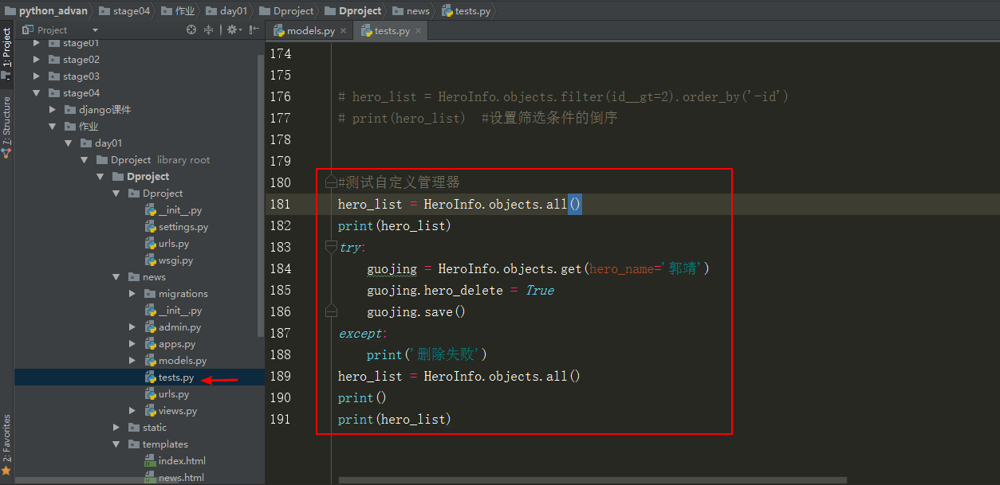 python_advan stage04 作业 day01 Dproject Dproject news tests.py
Project
models.py tests.py
1: Project
7: Structure
2: Favorites
stage01
stage02
stage03
stage04
django课件
作业
day01
Dproject library root
Dproject
Dproject
__init__.py
settings.py
urls.py
wsgi.py
news
migrations
__init__.py
admin.py
apps.py
models.py
tests.py
urls.py
views.py
static
templates
index.html
news.html
174
175
176 # hero_list = HeroInfo.objects.filter(id__gt=2).order_by('-id')
177 # print(hero_list) #设置筛选条件的倒序
178
179
180 #测试自定义管理器
181 hero_list = HeroInfo.objects.all()
182 print(hero_list)
183 try:
184 guojing = HeroInfo.objects.get(hero_name='郭靖')
185 guojing.hero_delete = True
186 guojing.save()
187 except:
188 print('删除失败')
189 hero_list = HeroInfo.objects.all()
190 print()
191 print(hero_list)